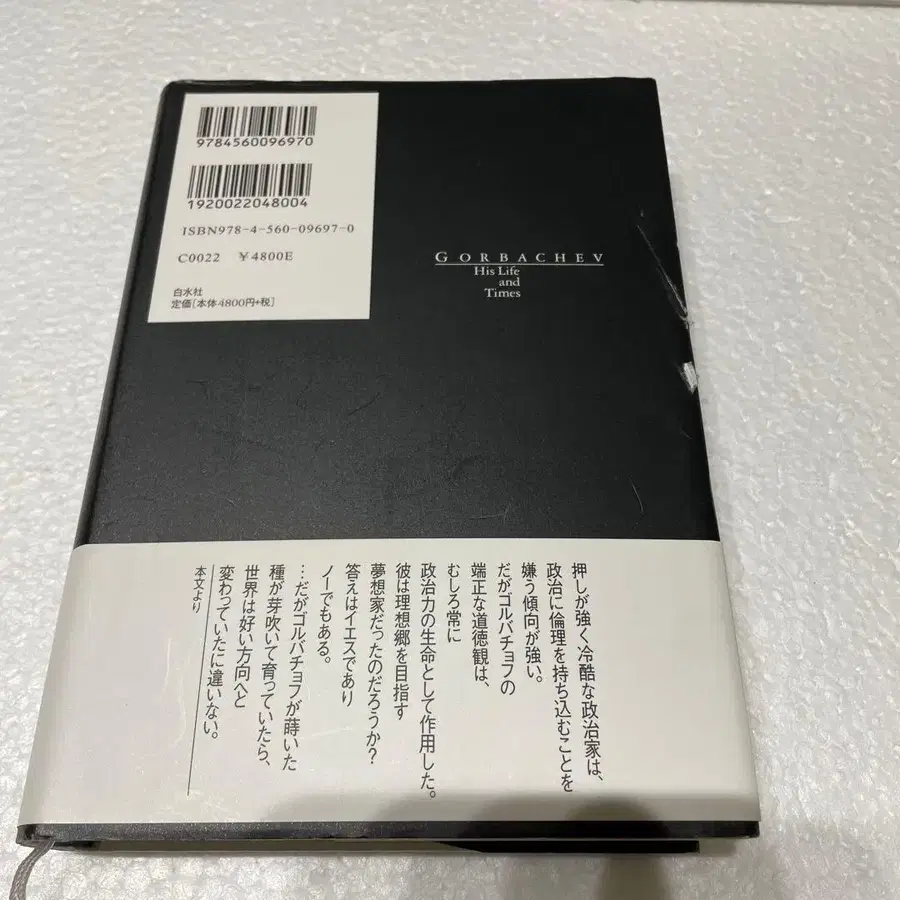 9784560096970
1920022048004
ISBN978-4-560-09697-0
C0022 ¥4800E
白水社
定価[本体4800円+税]
GORBACHEV
His Life
and
Times
押しが強く冷酷な政治家は、
政治に倫理を持ち込むことを
嫌う傾向が強い。
だがゴルバチョフの
端正な道徳観は、
むしろ常に
政治力の生命として作用した。
彼は理想郷を目指す
夢想家だったのだろうか?
答えはイエスであり
ノーでもある。
…だがゴルバチョフが蒔いた
種が芽吹いて育っていたら、
世界は好い方向へと
変わっていたに違いない。
本文より